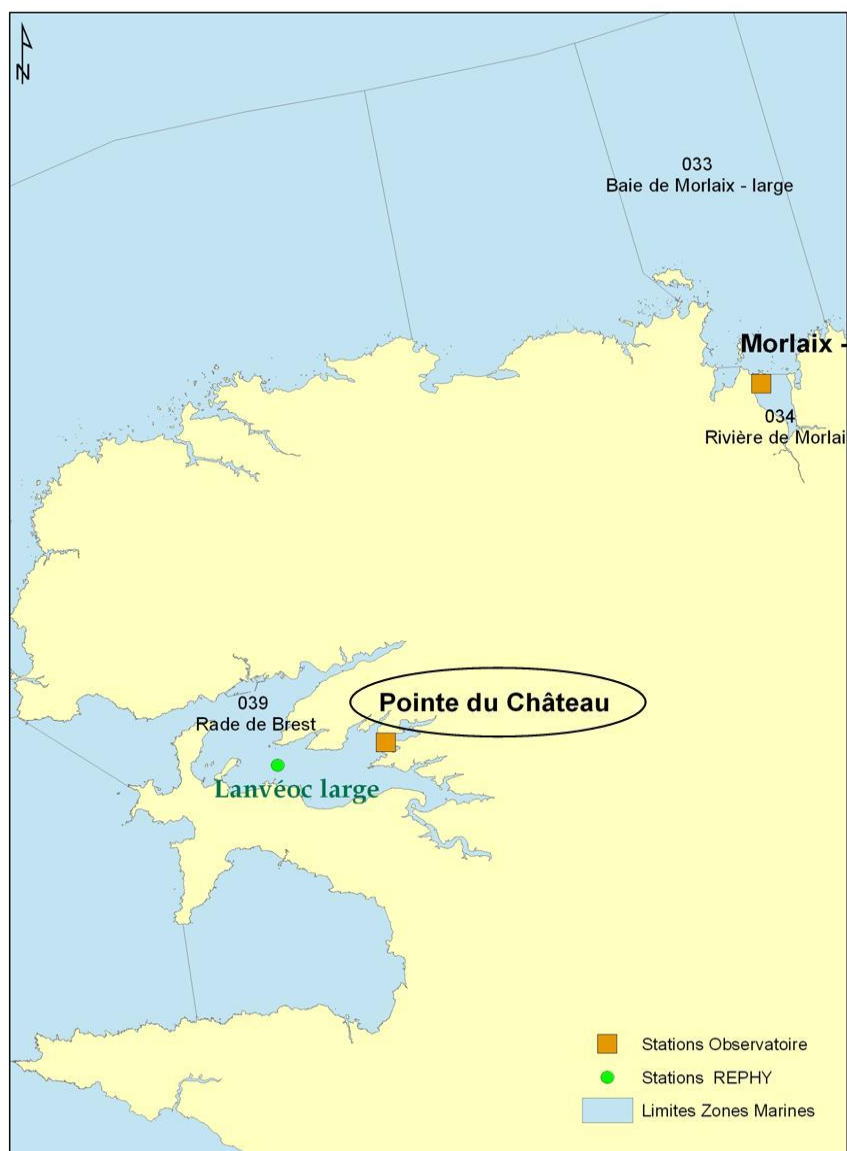 N
033
Baie de Morlaix - large
Morlaix -
034
Rivière de Morlai
039
Rade de Brest
Pointe du Château
Lanvéoc large
Stations Observatoire
Stations REPHY
Limites Zones Marines